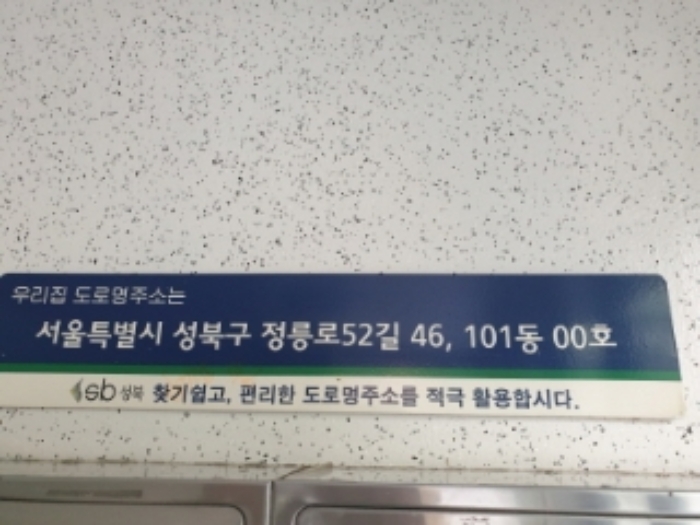 우리집 도로명주소는
서울특별시 성북구 정릉로52길 46, 101동 00호
sb 성북 찾기쉽고, 편리한 도로명주소를 적극 활용합시다.